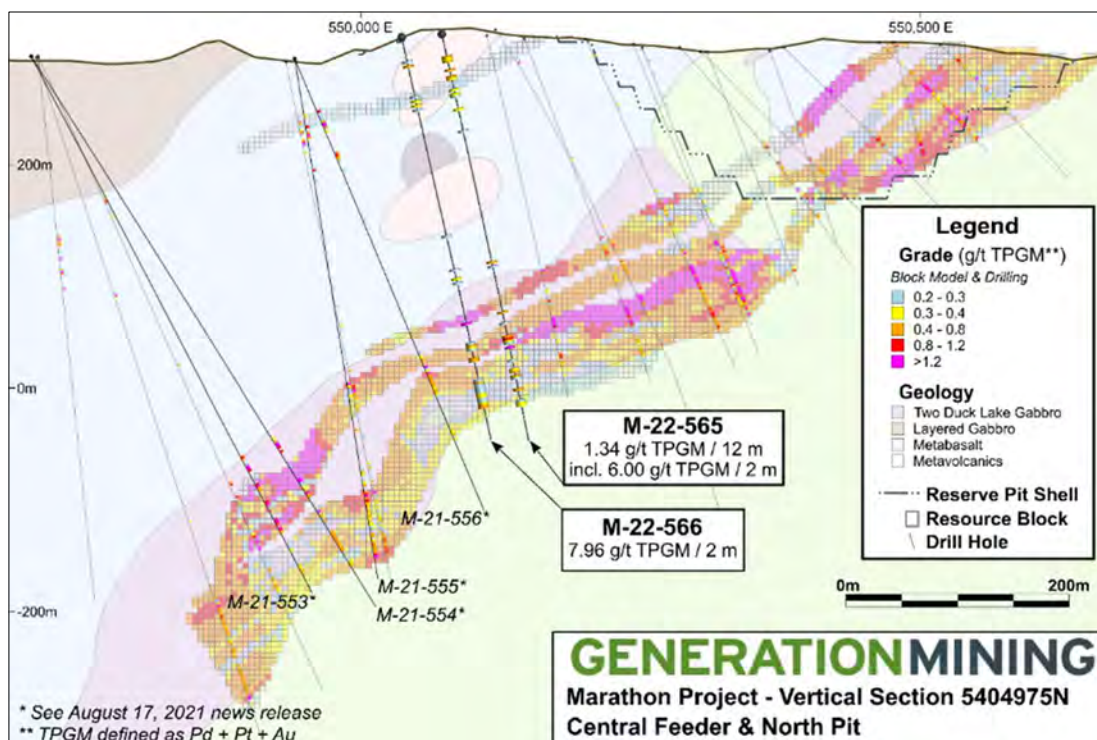 550,000 E
550,500 E
200m
0m
-200m
Legend
Grade (g/t TPGM**)
Block Model & Drilling
0.2 - 0.3
0.3 - 0.4
0.4 - 0.8
0.8 - 1.2
>1.2
Geology
Two Duck Lake Gabbro
Layered Gabbro
Metabasalt
Metavolcanics
Reserve Pit Shell
Resource Block
Drill Hole
M-22-565
1.34 g/t TPGM / 12 m
incl. 6.00 g/t TPGM / 2 m
M-22-566
7.96 g/t TPGM / 2 m
M-21-556*
M-21-555*
M-21-553*
M-21-554*
0m
200m
GENERATIONMINING
Marathon Project - Vertical Section 5404975N
Central Feeder & North Pit
* See August 17, 2021 news release
** TPGM defined as Pd + Pt + Au